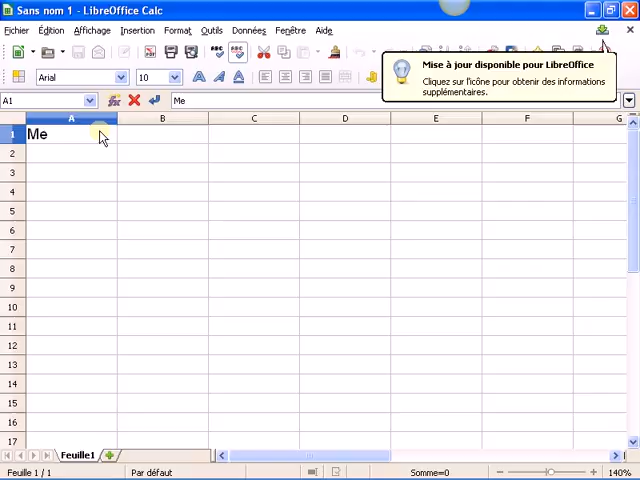 Sans nom 1 - LibreOffice Calc
Fichier Édition Affichage Insertion Format Outils Données Fenêtre Aide
Mise à jour disponible pour LibreOffice
Cliquez sur l'icône pour obtenir des informations
supplémentaires.
Arial 10
A1 Me
A B C D E F G
1 Me
2
3
4
5
6
7
8
9
10
11
12
13
14
15
16
17
Feuille1
Feuille 1 / 1 Par défaut Somme=0 140%